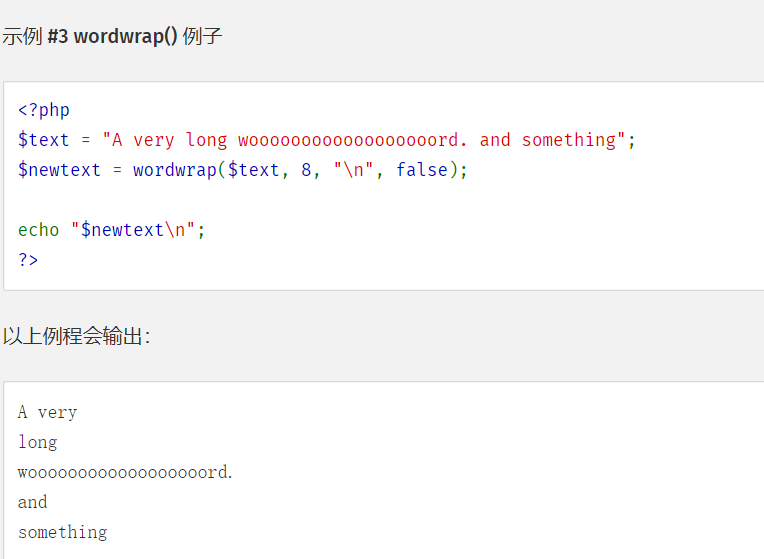 示例 #3 wordwrap() 例子
<?php
$text = "A very long woooooooooooooooooord. and something";
$newtext = wordwrap($text, 8, "\n", false);
echo "$newtext\n";
?>
以上例程会输出：
A very
long
woooooooooooooooooord.
and
something